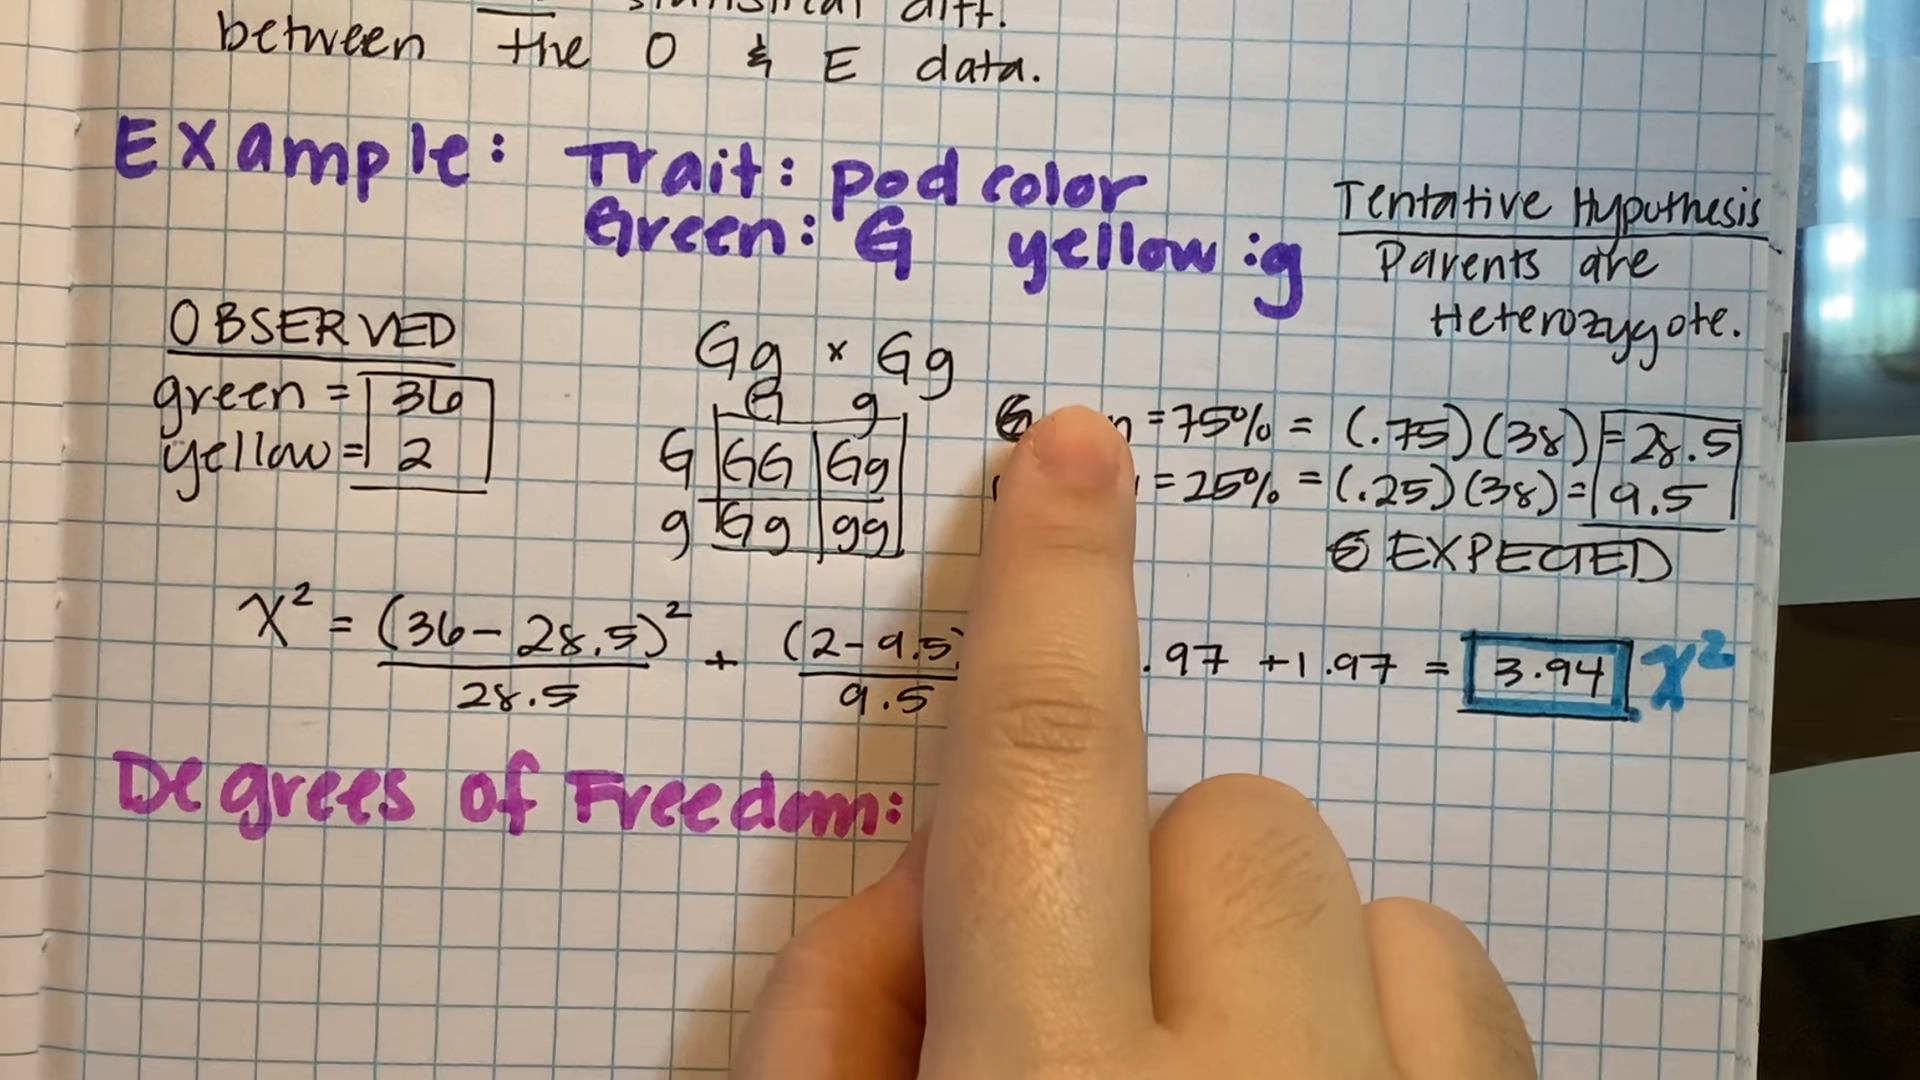 statistical diff.
between the O & E data.
Example: Trait: pod color
Green: G yellow : g
Tentative Hypothesis
Parents are
Heterozygote.
OBSERVED
green = 36
yellow = 2
Gg x Gg
G g
G GG Gg
g Gg gg
= 75% = (.75)(38) = 28.5
= 25% = (.25)(38) = 9.5
EXPECTED
χ² = (36 - 28.5)² / 28.5 + (2 - 9.5) / 9.5 .97 + 1.97 = 3.94 χ²
Degrees of Freedom: